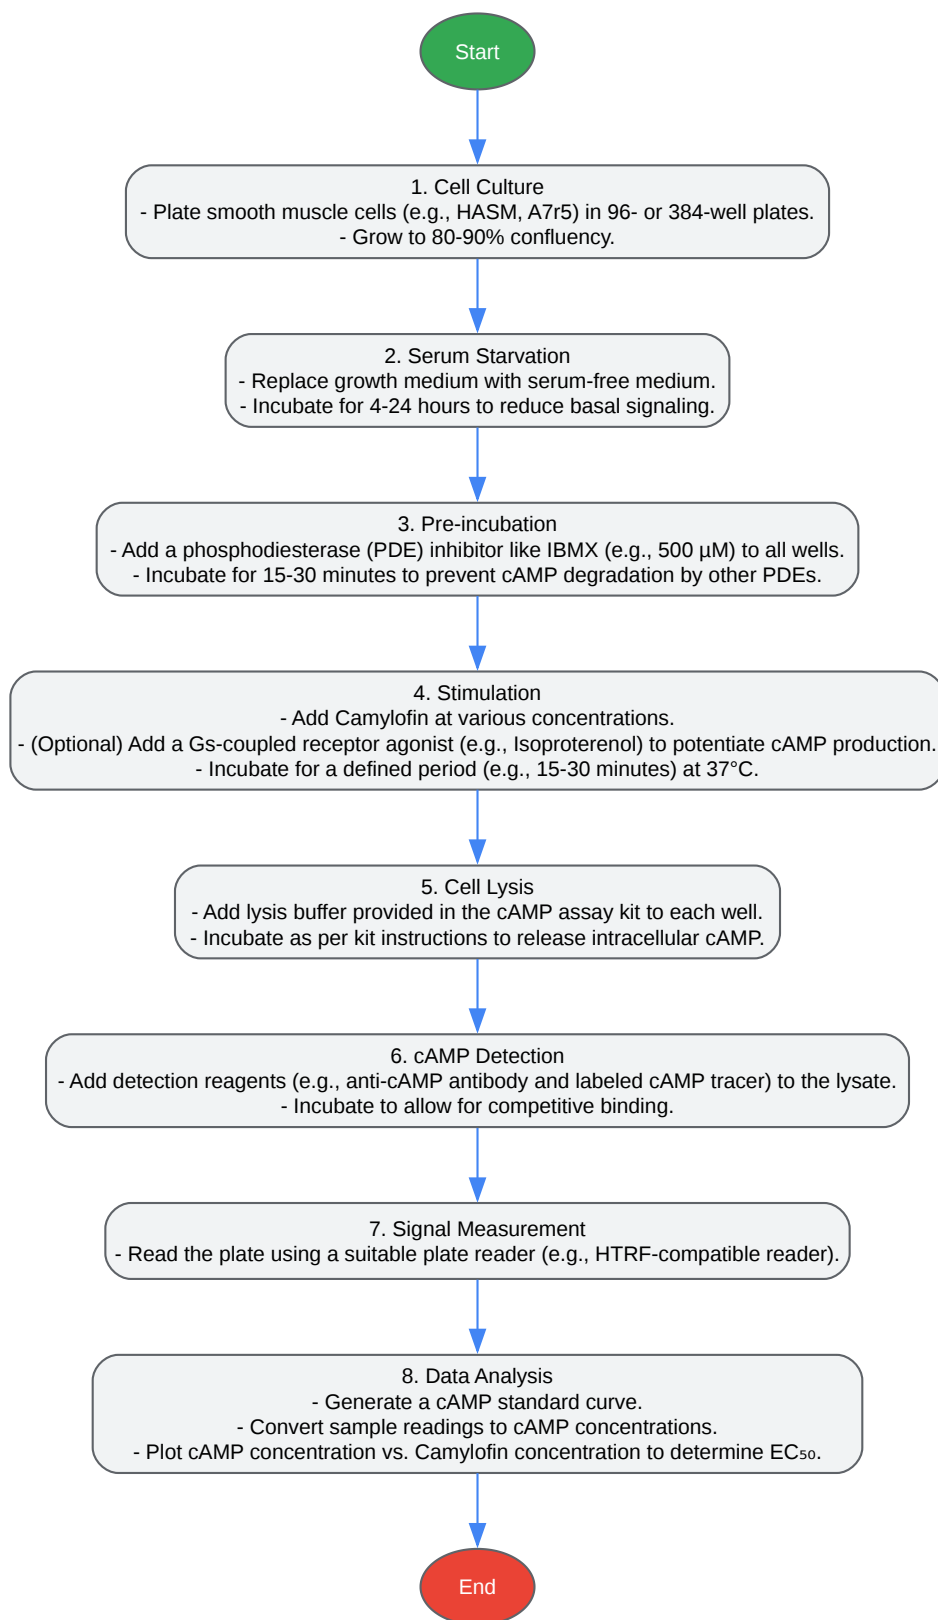 Start
1. Cell Culture
- Plate smooth muscle cells (e.g., HASM, A7r5) in 96- or 384-well plates.
- Grow to 80-90% confluency.
2. Serum Starvation
- Replace growth medium with serum-free medium.
- Incubate for 4-24 hours to reduce basal signaling.
3. Pre-incubation
- Add a phosphodiesterase (PDE) inhibitor like IBMX (e.g., 500 µM) to all wells.
- Incubate for 15-30 minutes to prevent cAMP degradation by other PDEs.
4. Stimulation
- Add Camylofin at various concentrations.
- (Optional) Add a Gs-coupled receptor agonist (e.g., Isoproterenol) to potentiate cAMP production.
- Incubate for a defined period (e.g., 15-30 minutes) at 37°C.
5. Cell Lysis
- Add lysis buffer provided in the cAMP assay kit to each well.
- Incubate as per kit instructions to release intracellular cAMP.
6. cAMP Detection
- Add detection reagents (e.g., anti-cAMP antibody and labeled cAMP tracer) to the lysate.
- Incubate to allow for competitive binding.
7. Signal Measurement
- Read the plate using a suitable plate reader (e.g., HTRF-compatible reader).
8. Data Analysis
- Generate a cAMP standard curve.
- Convert sample readings to cAMP concentrations.
- Plot cAMP concentration vs. Camylofin concentration to determine EC₅₀.
End